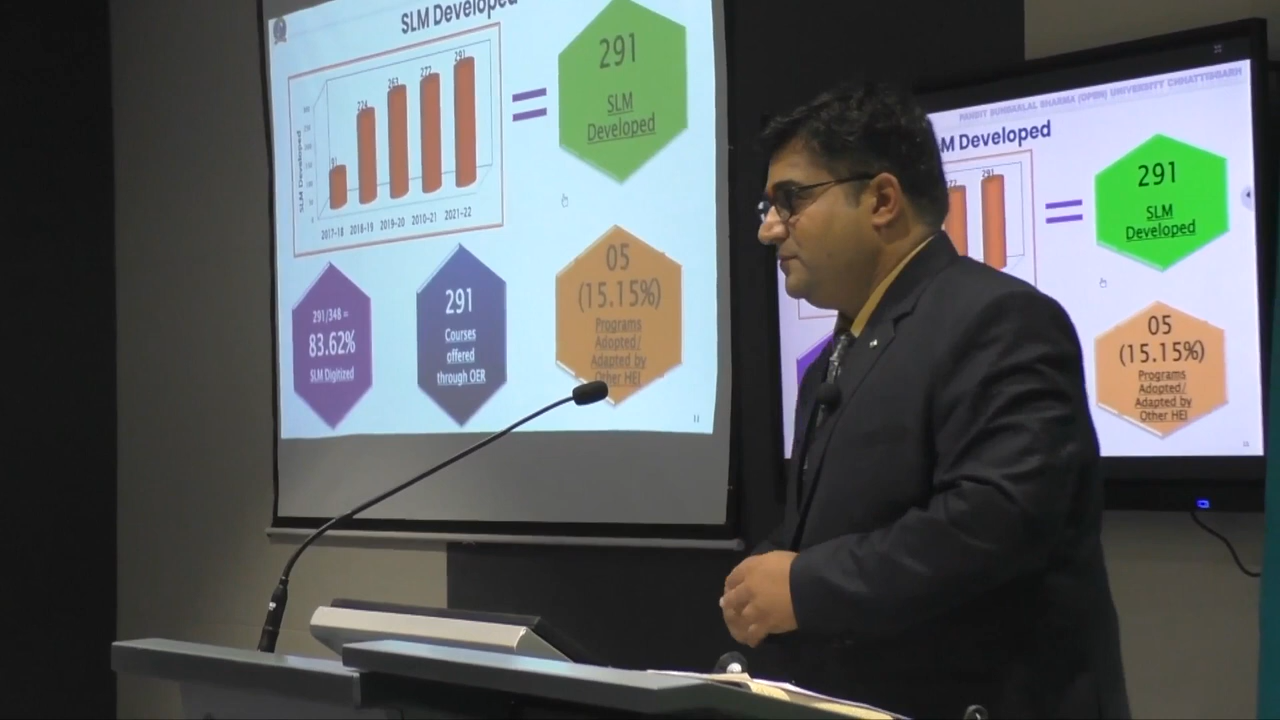 SLM Developed
291
272
263
224
SLM Developed
2017-18 2018-19 2019-20 2010-21 2021-22
=
291
SLM
Developed
291/348 =
83.62%
SLM Digitized
291
Courses
offered
through OER
05
(15.15%)
Programs
Adopted/
Adapted by
Other HEI
11
PANDIT SUNDARLAL SHARMA (OPEN) UNIVERSITY CHHATTISGARH
M Developed
272
291
=
291
SLM
Developed
05
(15.15%)
Programs
Adopted/
Adapted by
Other HEI